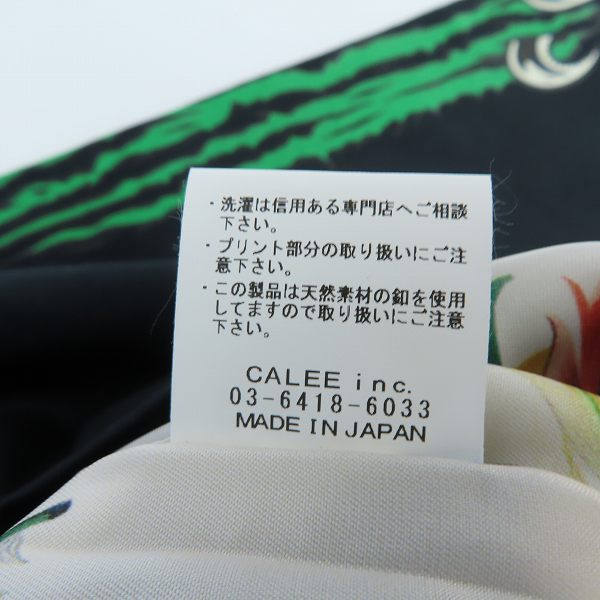 ・洗濯は信用ある専門店へご相談
下さい。
・プリント部分の取り扱いにご注
意下さい。
・この製品は天然素材の釦を使用
してますので取り扱いにご注意
下さい。
CALEE inc.
03-6418-6033
MADE IN JAPAN